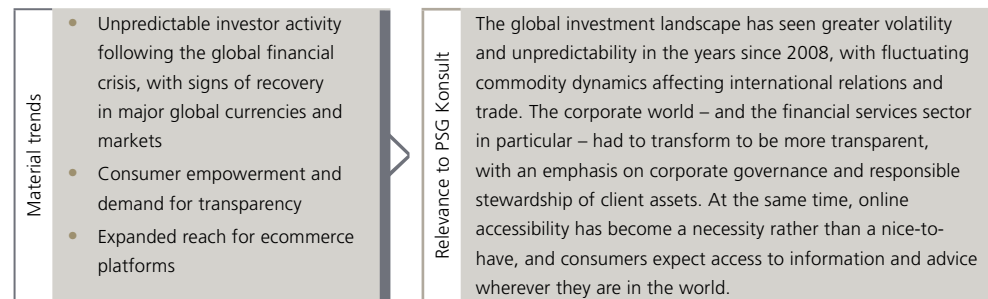 Material trends
• Unpredictable investor activity
following the global financial
crisis, with signs of recovery
in major global currencies and
markets
• Consumer empowerment and
demand for transparency
• Expanded reach for ecommerce
platforms
Relevance to PSG Konsult
The global investment landscape has seen greater volatility
and unpredictability in the years since 2008, with fluctuating
commodity dynamics affecting international relations and
trade. The corporate world – and the financial services sector
in particular – had to transform to be more transparent,
with an emphasis on corporate governance and responsible
stewardship of client assets. At the same time, online
accessibility has become a necessity rather than a nice-to-
have, and consumers expect access to information and advice
wherever they are in the world.